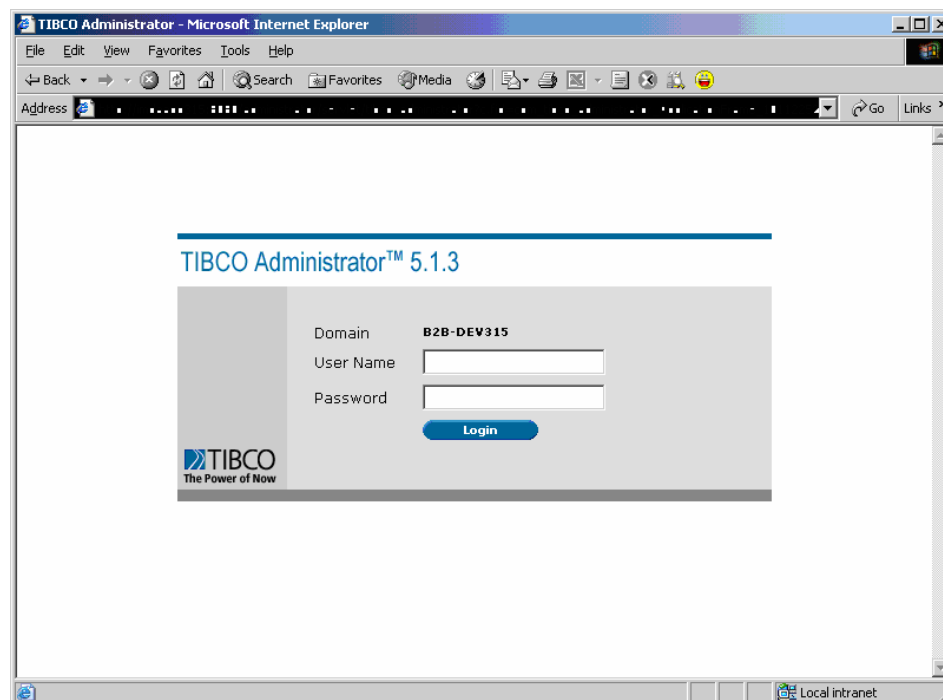 TIBCO Administrator - Microsoft Internet Explorer
File Edit View Favorites Tools Help
Back Search Favorites Media
Address Go Links
TIBCO Administrator™ 5.1.3
Domain B2B-DEV315
User Name
Password
Login
TIBCO
The Power of Now
Local intranet